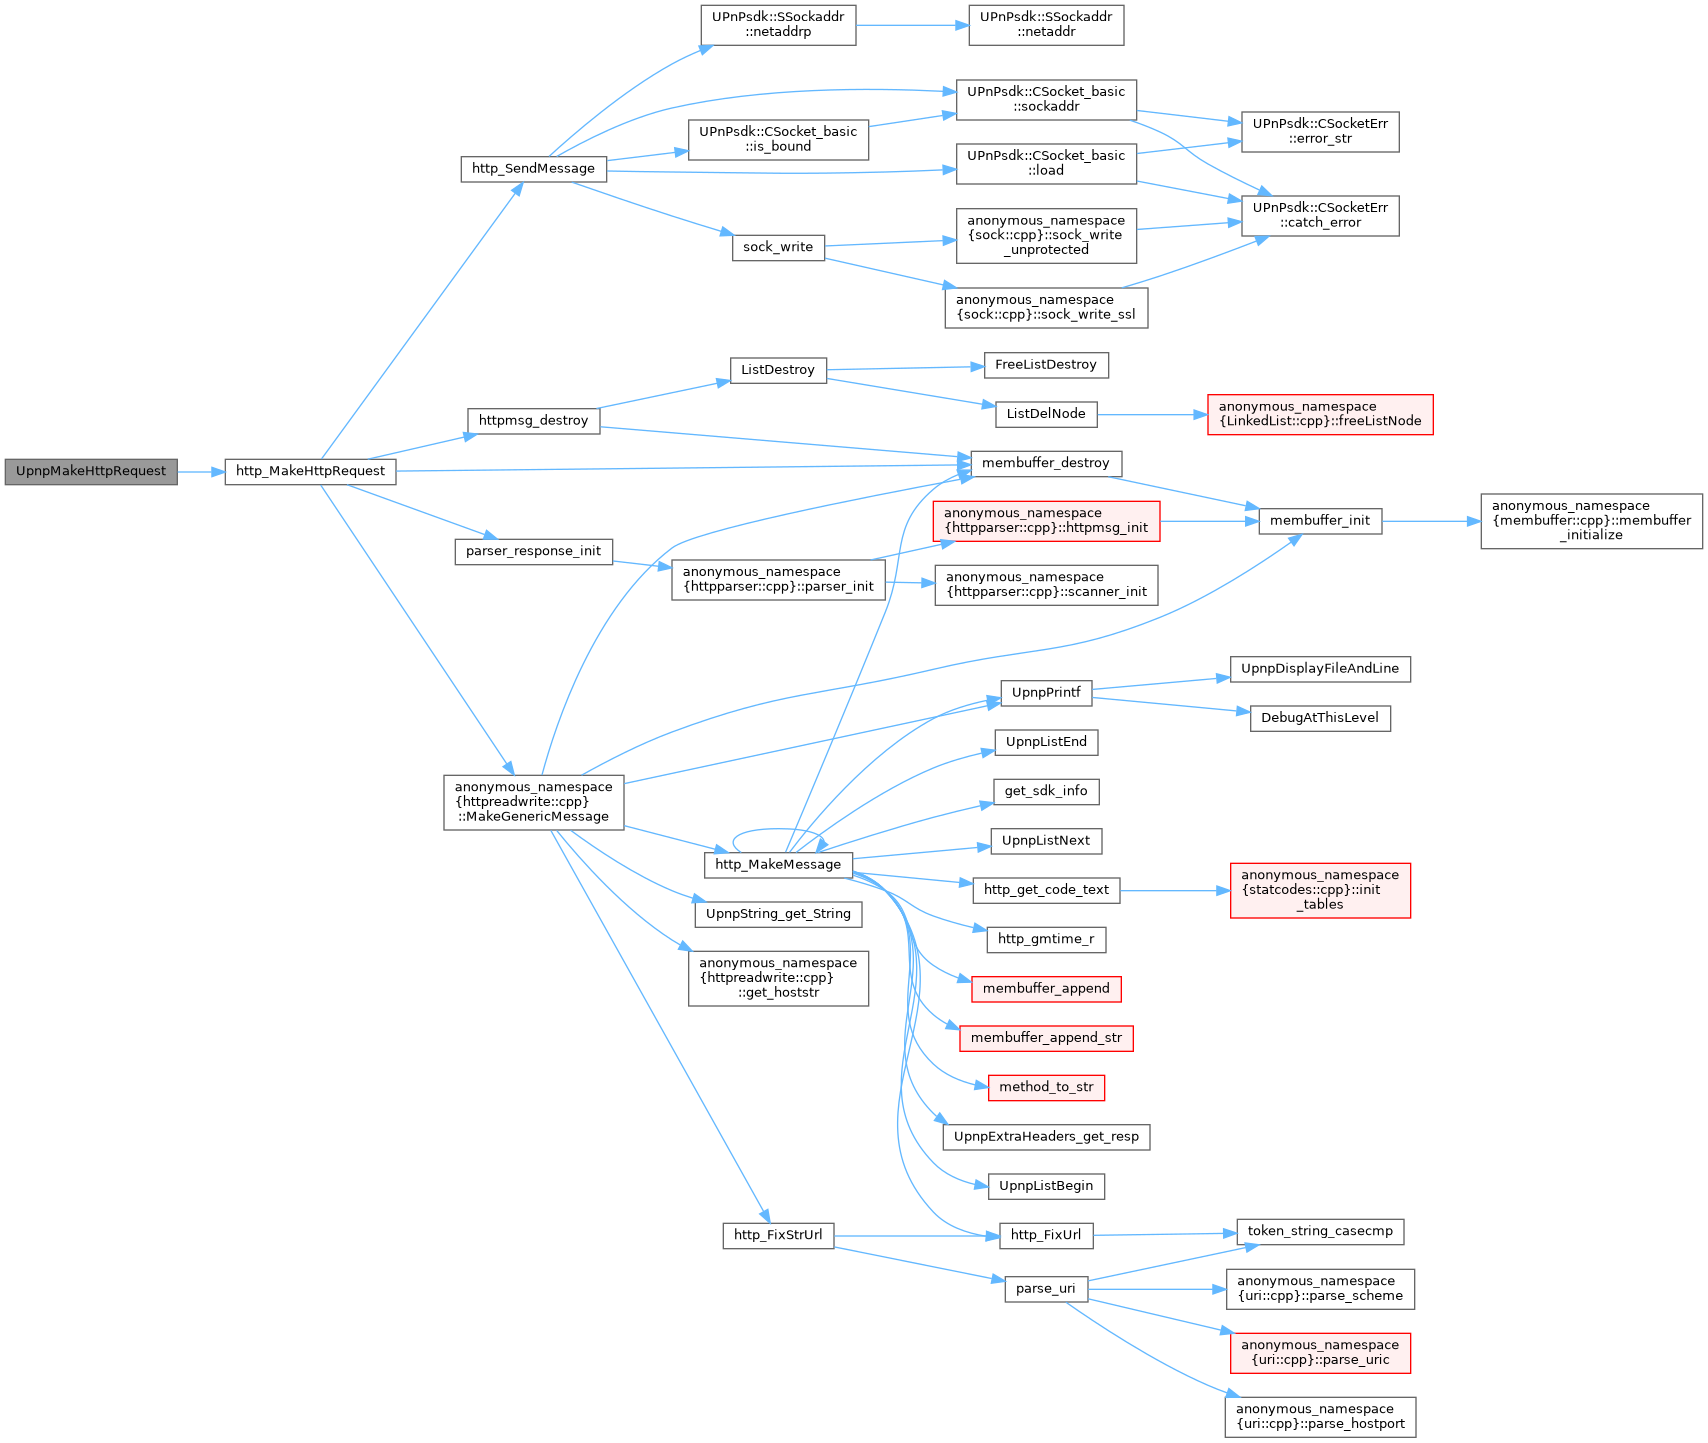 UPnPsdk::SSockaddr
::netaddrp
UPnPsdk::SSockaddr
::netaddr
UPnPsdk::CSocket_basic
::sockaddr
UPnPsdk::CSocketErr
::error_str
UPnPsdk::CSocket_basic
::is_bound
http_SendMessage
UPnPsdk::CSocket_basic
::load
UPnPsdk::CSocketErr
::catch_error
sock_write
anonymous_namespace
{sock::cpp}::sock_write
_unprotected
anonymous_namespace
{sock::cpp}::sock_write_ssl
ListDestroy
FreeListDestroy
ListDelNode
anonymous_namespace
{LinkedList::cpp}::freeListNode
httpmsg_destroy
UpnpMakeHttpRequest
http_MakeHttpRequest
membuffer_destroy
anonymous_namespace
{httpparser::cpp}::httpmsg_init
membuffer_init
anonymous_namespace
{membuffer::cpp}::membuffer
_initialize
parser_response_init
anonymous_namespace
{httpparser::cpp}::parser_init
anonymous_namespace
{httpparser::cpp}::scanner_init
UpnpPrintf
UpnpDisplayFileAndLine
DebugAtThisLevel
UpnpListEnd
anonymous_namespace
{httpreadwrite::cpp}
::MakeGenericMessage
get_sdk_info
UpnpListNext
http_MakeMessage
http_get_code_text
anonymous_namespace
{statcodes::cpp}::init
_tables
UpnpString_get_String
http_gmtime_r
anonymous_namespace
{httpreadwrite::cpp}
::get_hoststr
membuffer_append
membuffer_append_str
method_to_str
UpnpExtraHeaders_get_resp
UpnpListBegin
http_FixStrUrl
http_FixUrl
token_string_casecmp
parse_uri
anonymous_namespace
{uri::cpp}::parse_scheme
anonymous_namespace
{uri::cpp}::parse_uric
anonymous_namespace
{uri::cpp}::parse_hostport